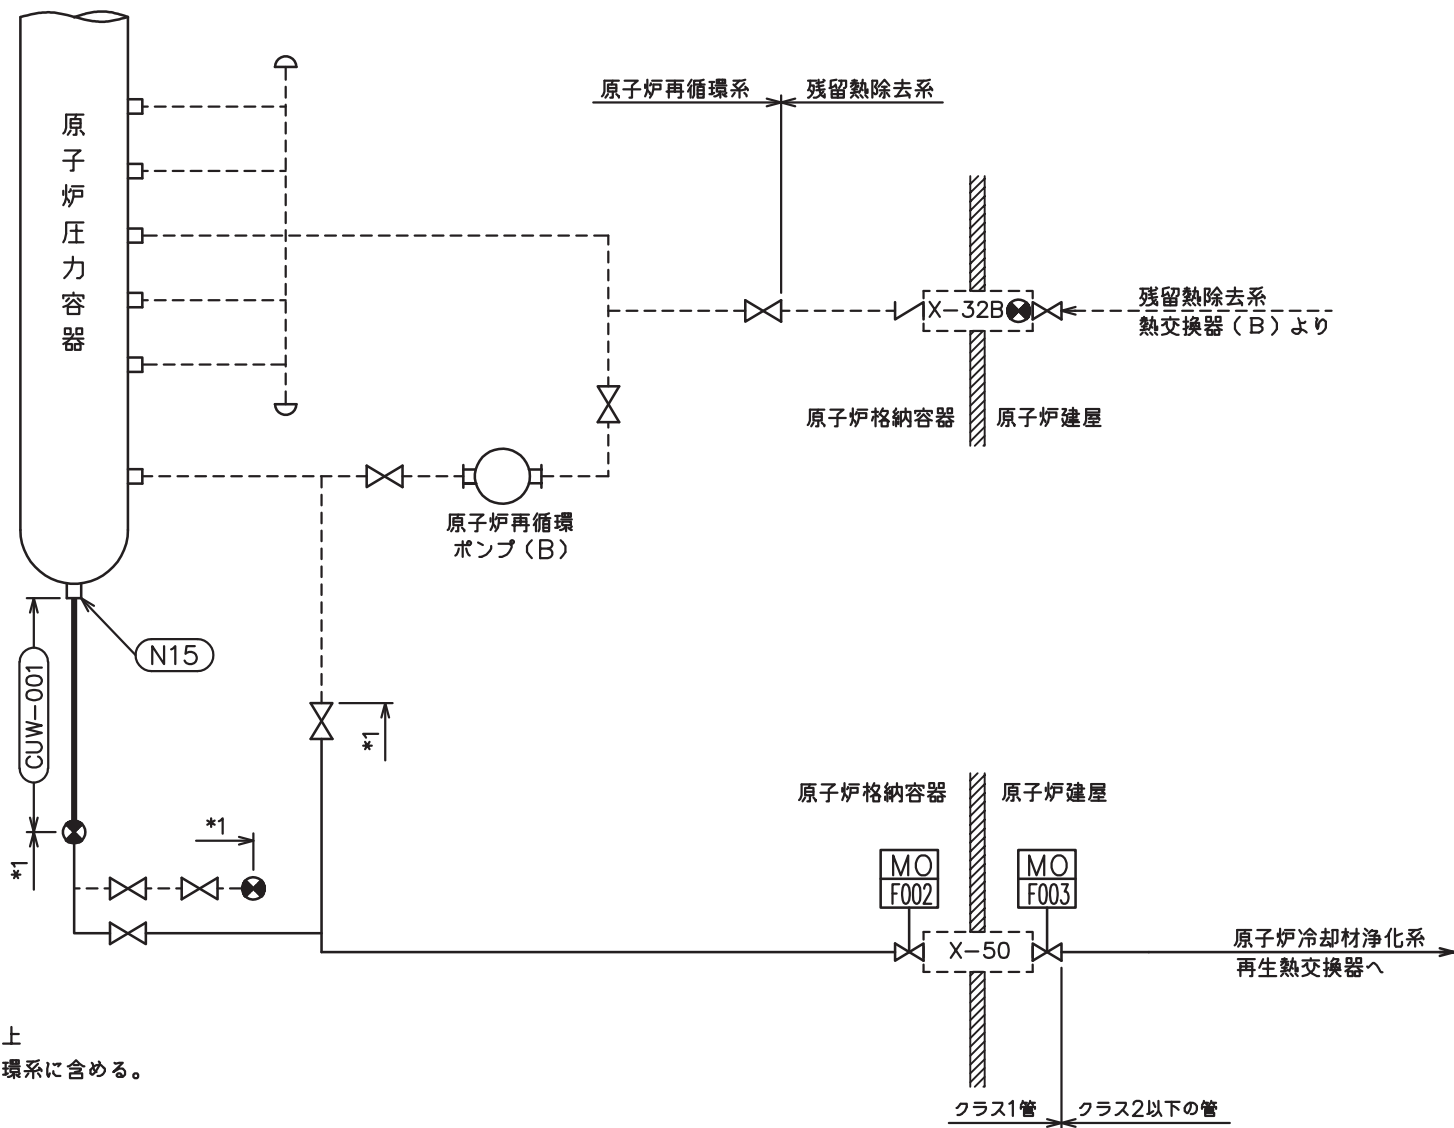 原子炉再循環系
残留熱除去系
原子炉圧力容器
X-32B
残留熱除去系
熱交換器(B)より
原子炉格納容器
原子炉建屋
原子炉再循環
ポンプ(B)
N15
CUW-001
*1
*1
*1
原子炉格納容器
原子炉建屋
MO
F002
MO
F003
X-50
原子炉冷却材浄化系
再生熱交換器へ
上
環系に含める。
クラス1管
クラス2以下の管